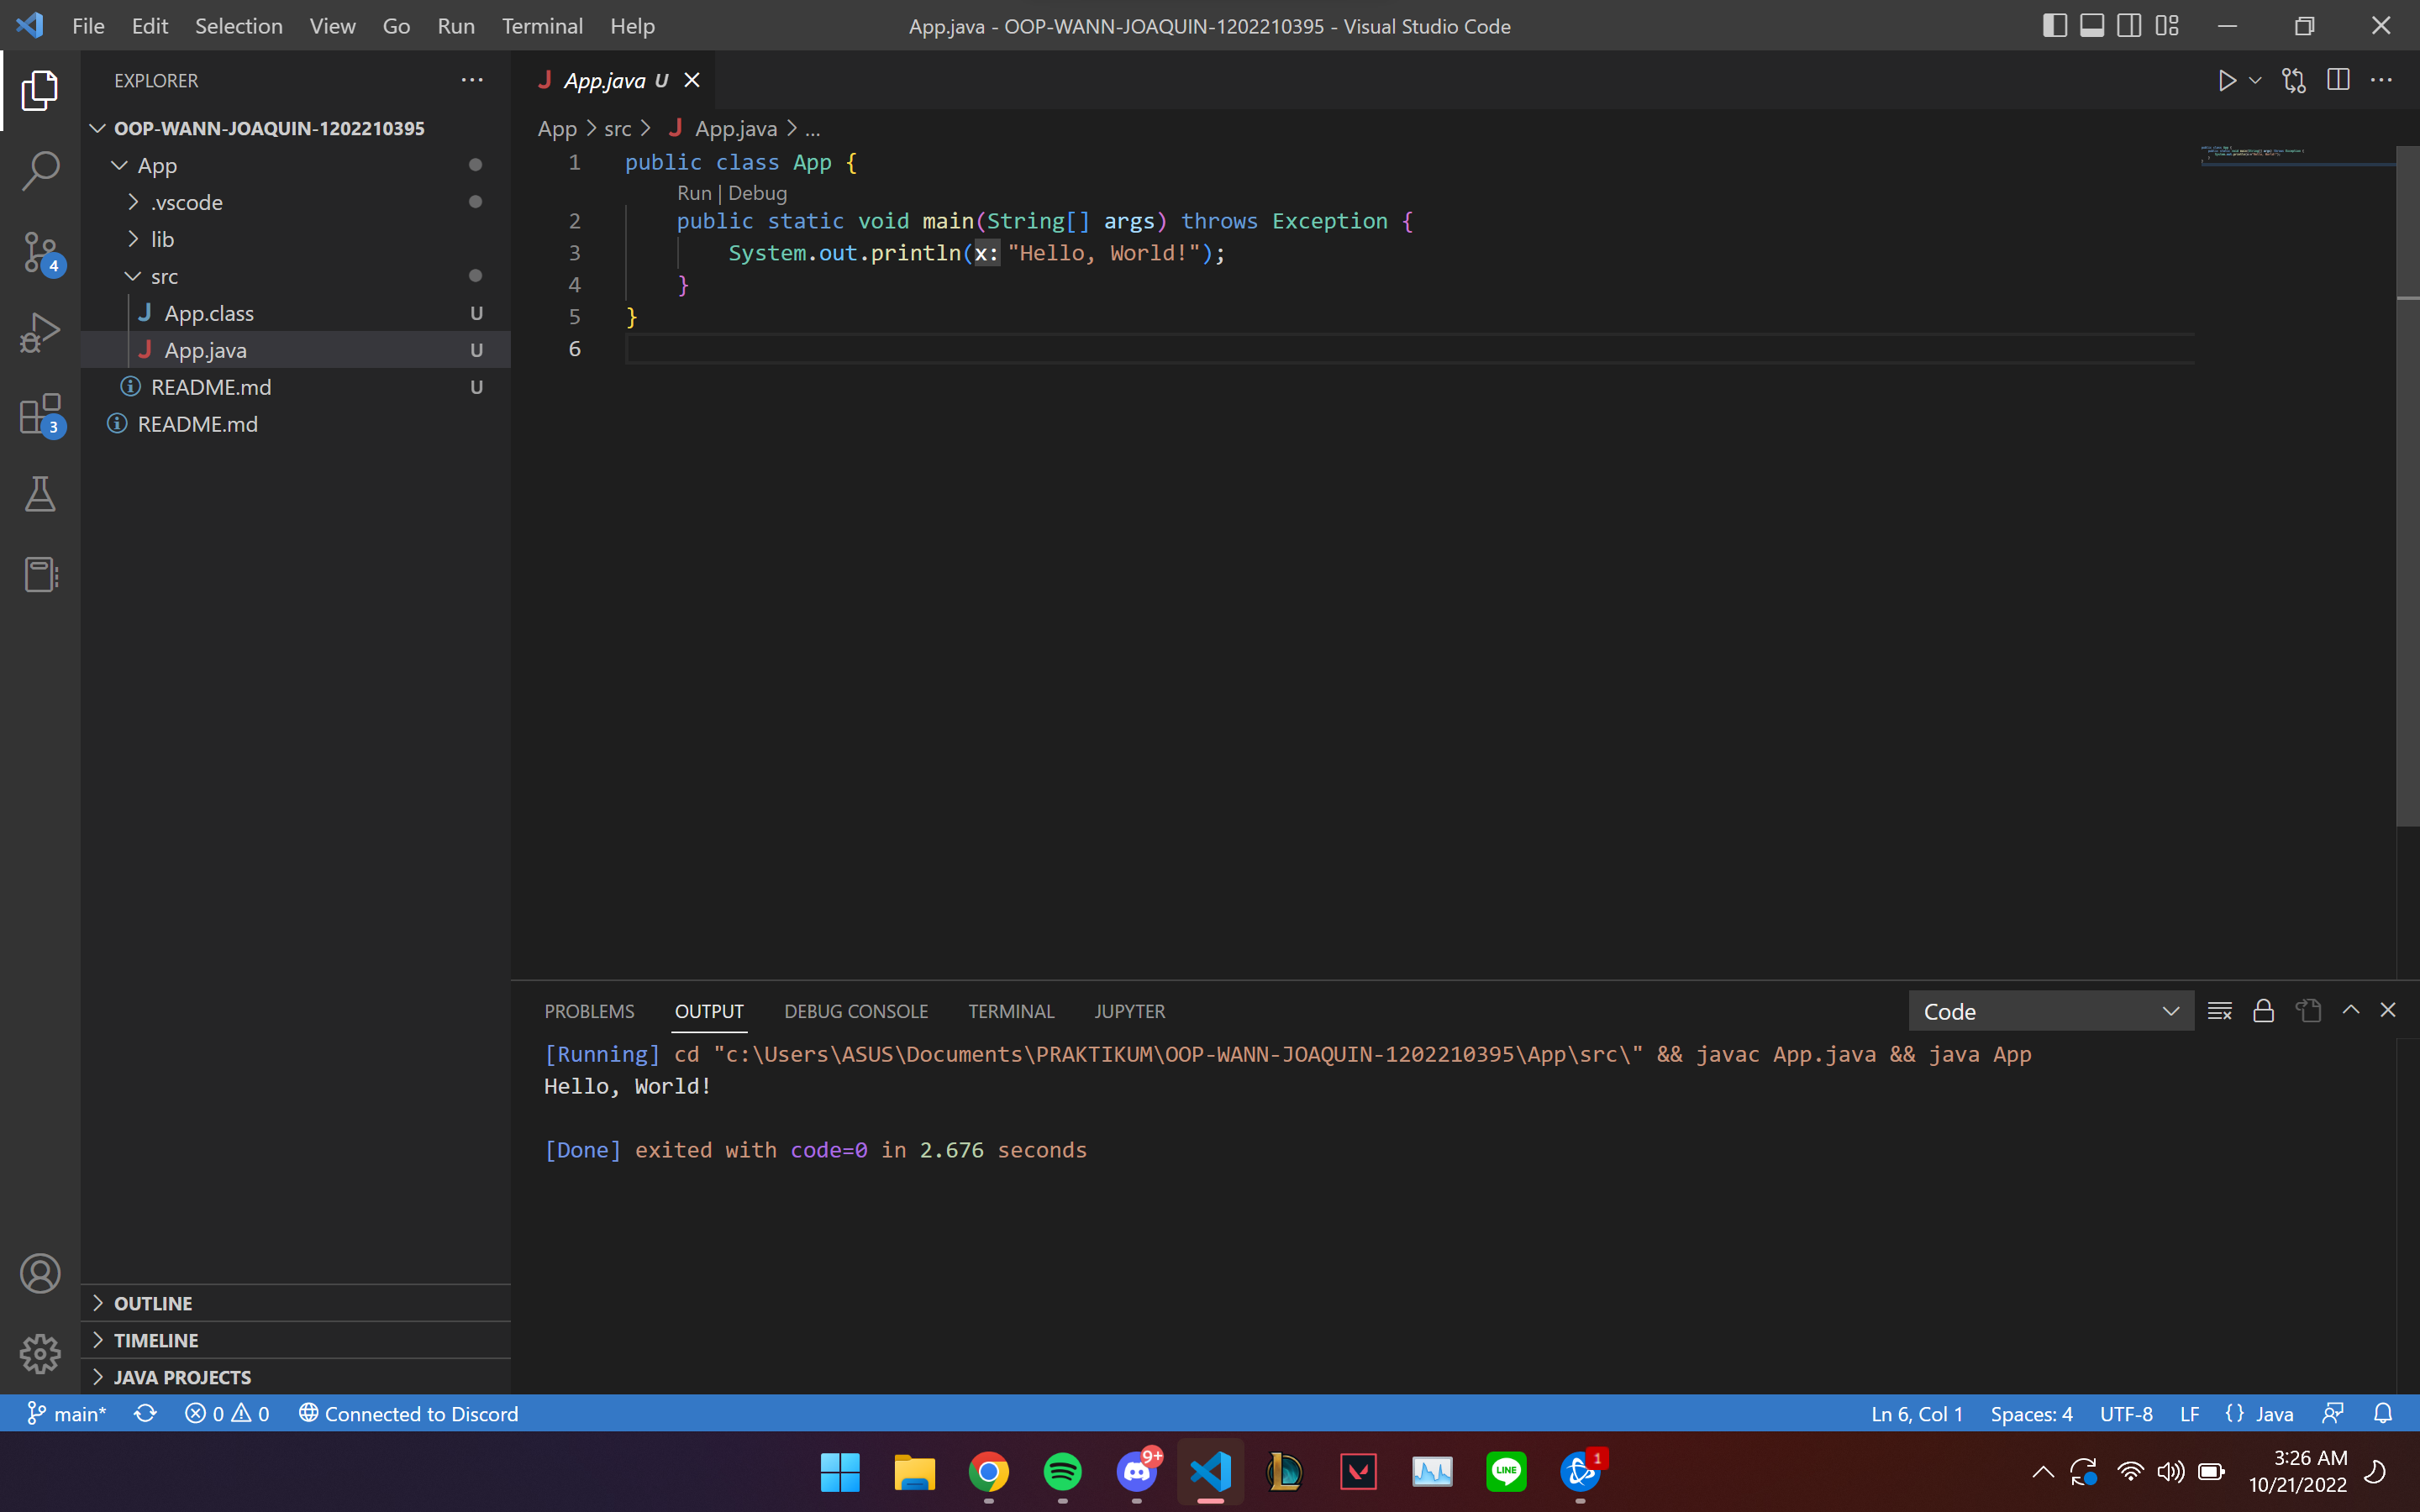 File Edit Selection View Go Run Terminal Help
App.java - OOP-WANN-JOAQUIN-1202210395 - Visual Studio Code
EXPLORER
OOP-WANN-JOAQUIN-1202210395
App
.vscode
lib
src
App.class U
App.java U
README.md U
README.md
4
3
OUTLINE
TIMELINE
JAVA PROJECTS
App.java U
App > src > App.java > ...
1 public class App {
Run | Debug
2 public static void main(String[] args) throws Exception {
3 System.out.println(x: "Hello, World!");
4 }
5 }
6
PROBLEMS OUTPUT DEBUG CONSOLE TERMINAL JUPYTER
Code
[Running] cd "c:\Users\ASUS\Documents\PRAKTIKUM\OOP-WANN-JOAQUIN-1202210395\App\src\" && javac App.java && java App
Hello, World!
[Done] exited with code=0 in 2.676 seconds
main* 0 0 Connected to Discord
Ln 6, Col 1 Spaces: 4 UTF-8 LF {} Java
9+
LINE
1
3:26 AM
10/21/2022